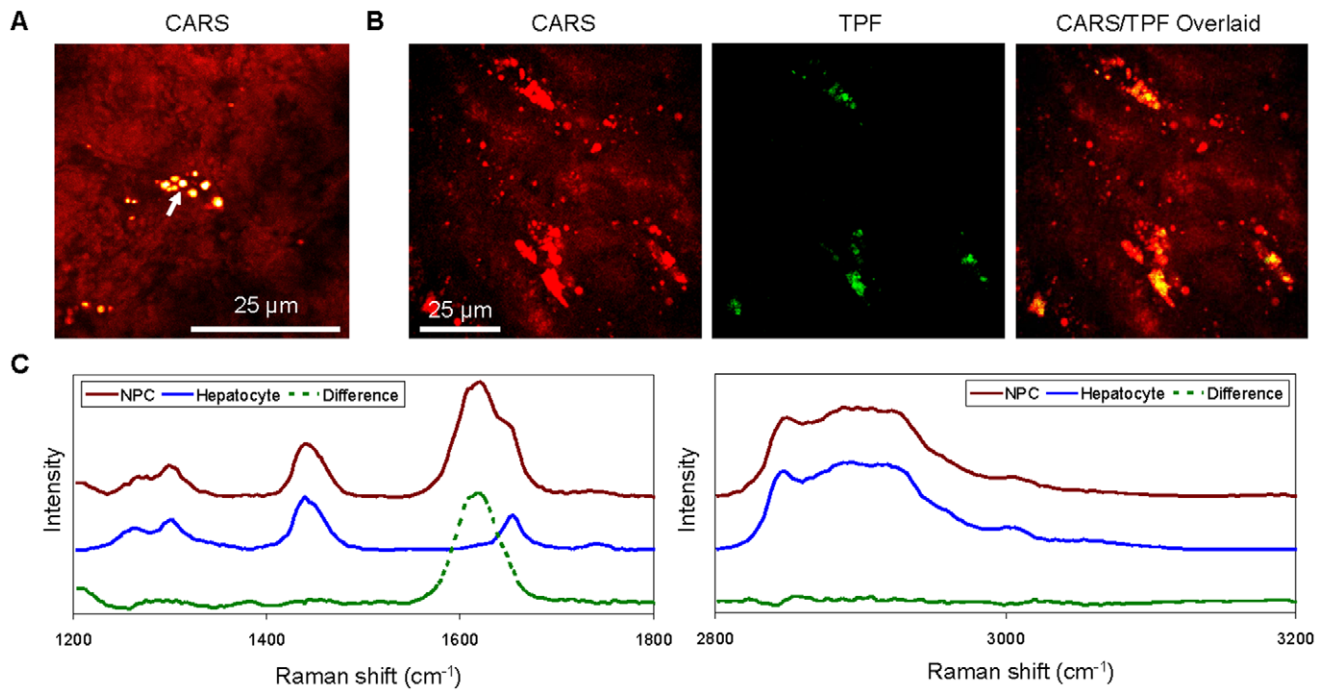 A
CARS
25 µm
B
CARS
TPF
CARS/TPF Overlaid
25 µm
C
NPC Hepatocyte Difference
Intensity
1200 1400 1600 1800
Raman shift (cm⁻¹)
NPC Hepatocyte Difference
Intensity
2800 3000 3200
Raman shift (cm⁻¹)